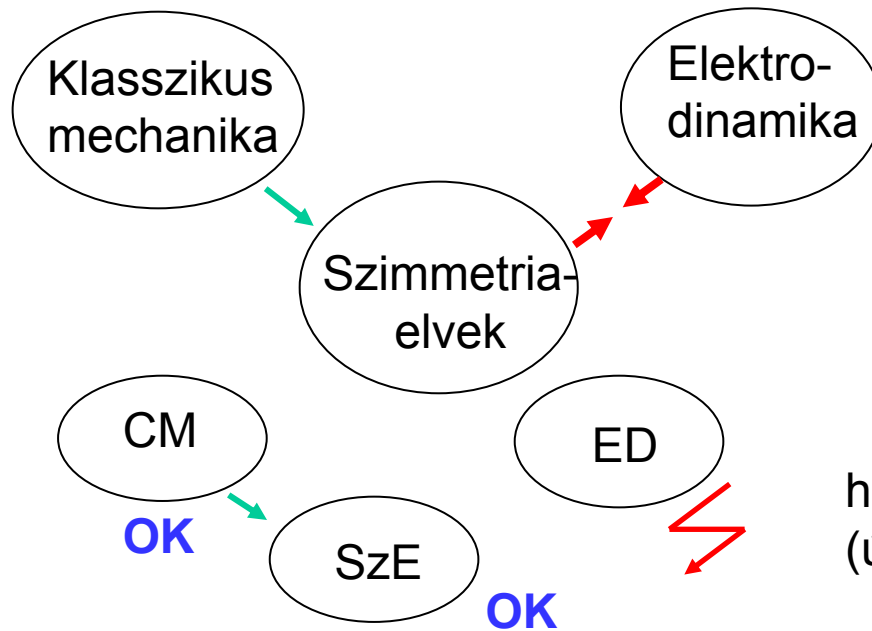 Klasszikus
mechanika
Elektro-
dinamika
Szimmetria-
elvek
CM
OK
ED
SzE
OK